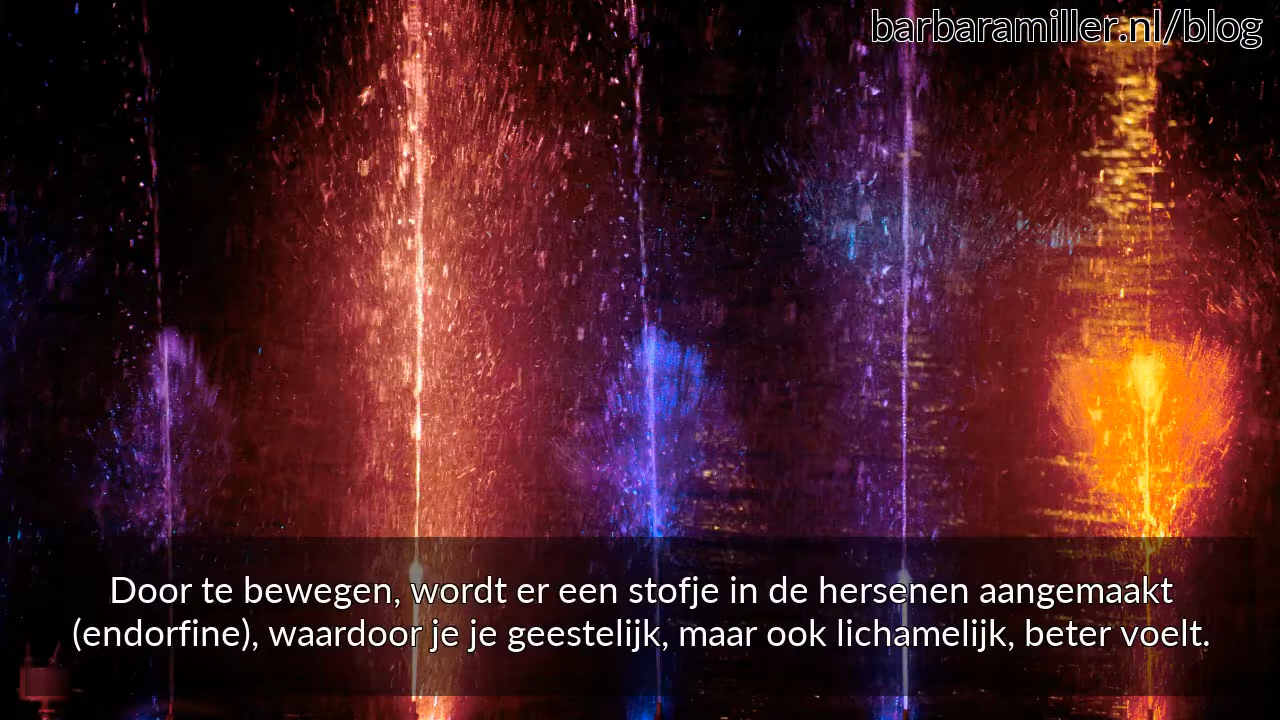 barbaramiller.nl/blog
Door te bewegen, wordt er een stofje in de hersenen aangemaakt
(endorfine), waardoor je je geestelijk, maar ook lichamelijk, beter voelt.